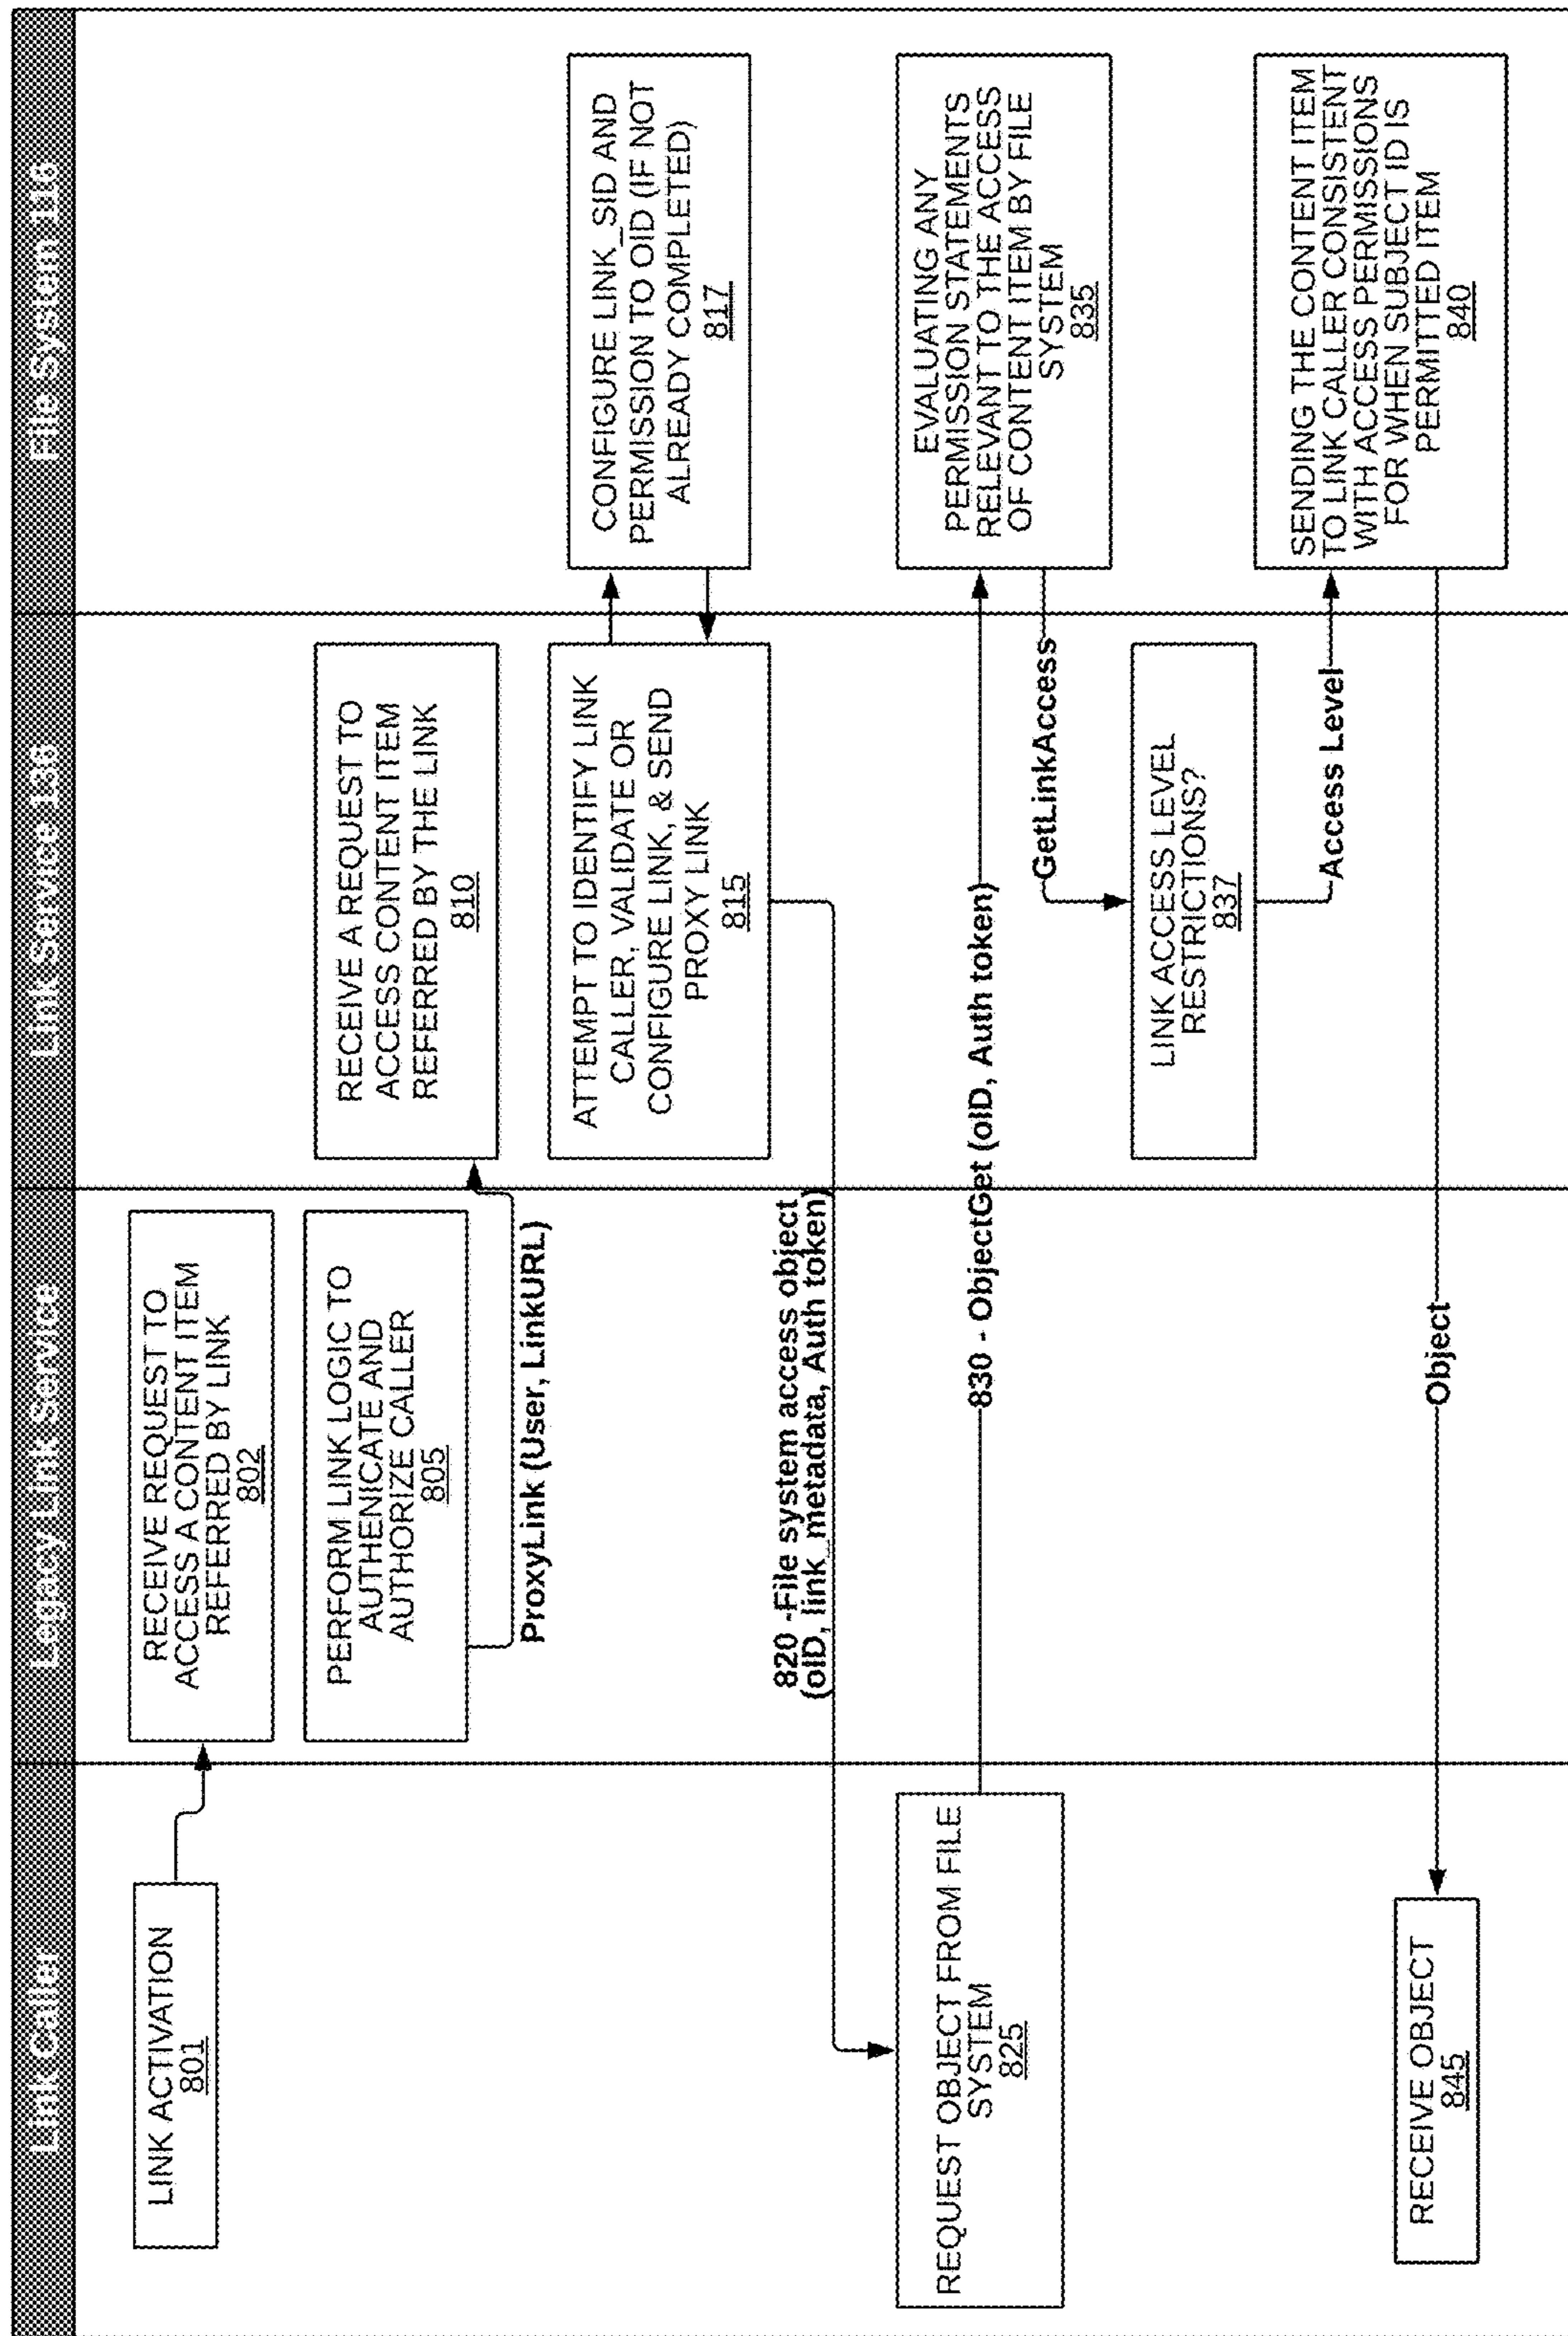 Link Caller
Legacy Link Service
Link Service 136
File System 116
LINK ACTIVATION
801
RECEIVE REQUEST TO
ACCESS A CONTENT ITEM
REFERRED BY LINK
802
PERFORM LINK LOGIC TO
AUTHENICATE AND
AUTHORIZE CALLER
805
ProxyLink (User, LinkURL)
RECEIVE A REQUEST TO
ACCESS CONTENT ITEM
REFERRED BY THE LINK
810
ATTEMPT TO IDENTIFY LINK
CALLER, VALIDATE OR
CONFIGURE LINK, & SEND
PROXY LINK
815
CONFIGURE LINK_SID AND
PERMISSION TO OID (IF NOT
ALREADY COMPLETED)
817
820 -File system access object
(oID, link_metadata, Auth token)
REQUEST OBJECT FROM FILE
SYSTEM
825
830 - ObjectGet (oID, Auth token)
EVALUATING ANY
PERMISSION STATEMENTS
RELEVANT TO THE ACCESS
OF CONTENT ITEM BY FILE
SYSTEM
835
GetLinkAccess
LINK ACCESS LEVEL
RESTRICTIONS?
837
Access Level
SENDING THE CONTENT ITEM
TO LINK CALLER CONSISTENT
WITH ACCESS PERMISSIONS
FOR WHEN SUBJECT ID IS
PERMITTED ITEM
840
Object
RECEIVE OBJECT
845